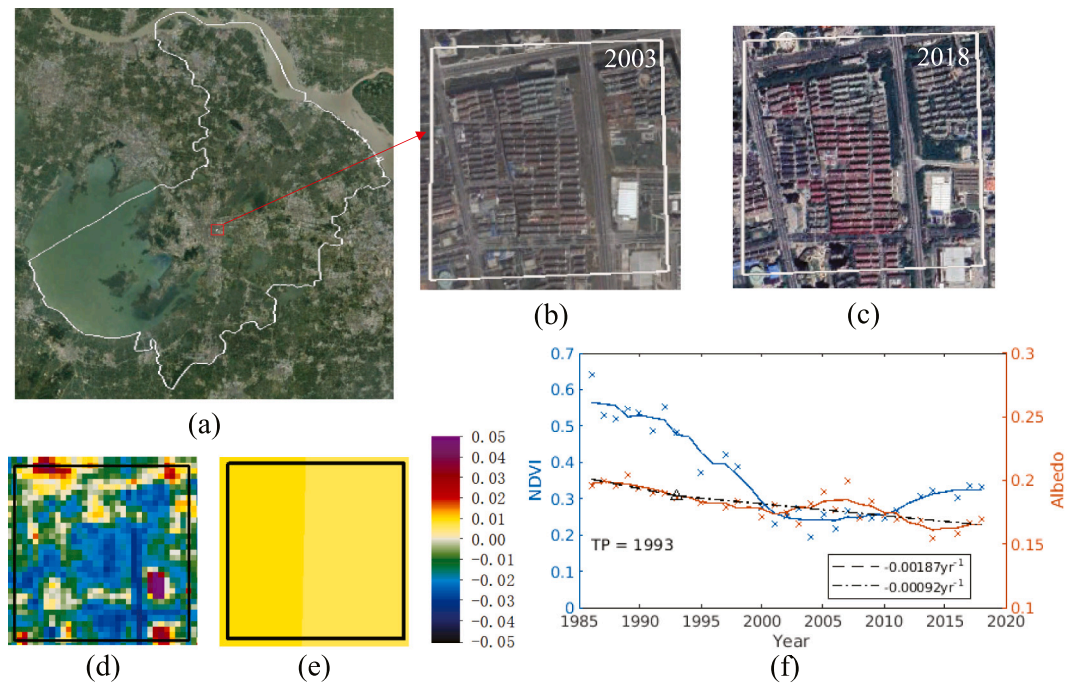 2003
2018
(a)
(b)
(c)
0.05
0.04
0.03
0.02
0.01
0.00
−0.01
−0.02
−0.03
−0.04
−0.05
(d)
(e)
0.7
0.6
0.5
0.4
0.3
0.2
0.1
0
NDVI
0.3
0.25
0.2
0.15
0.1
Albedo
TP = 1993
-0.00187yr-1
-0.00092yr-1
1985 1990 1995 2000 2005 2010 2015 2020
Year
(f)